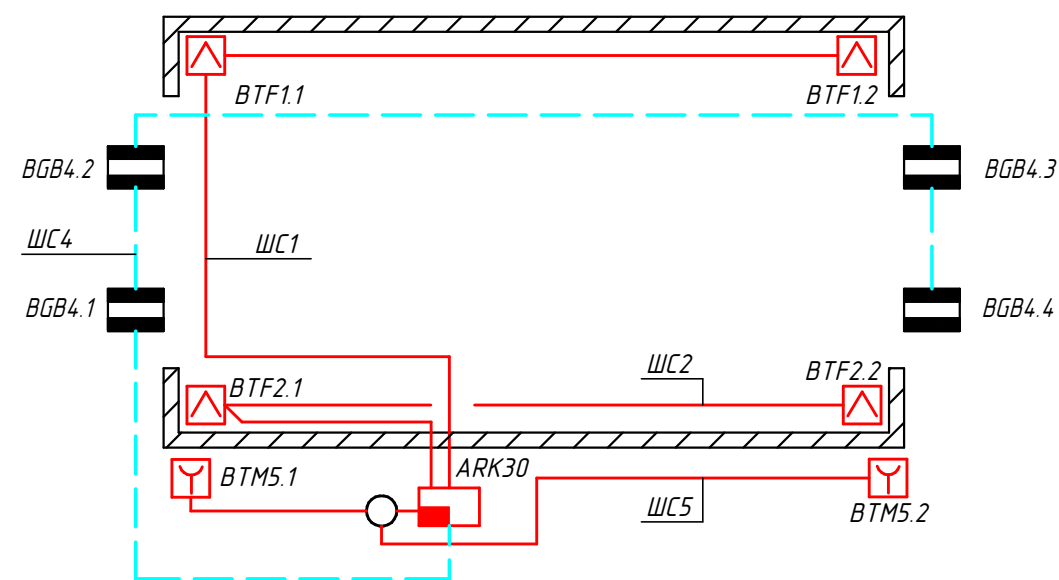 BTF1.1
BTF1.2
BGB4.2
BGB4.3
ШС4
ШС1
BGB4.1
BGB4.4
ШС2
BTF2.1
BTF2.2
BTM5.1
ARK30
ШС5
BTM5.2